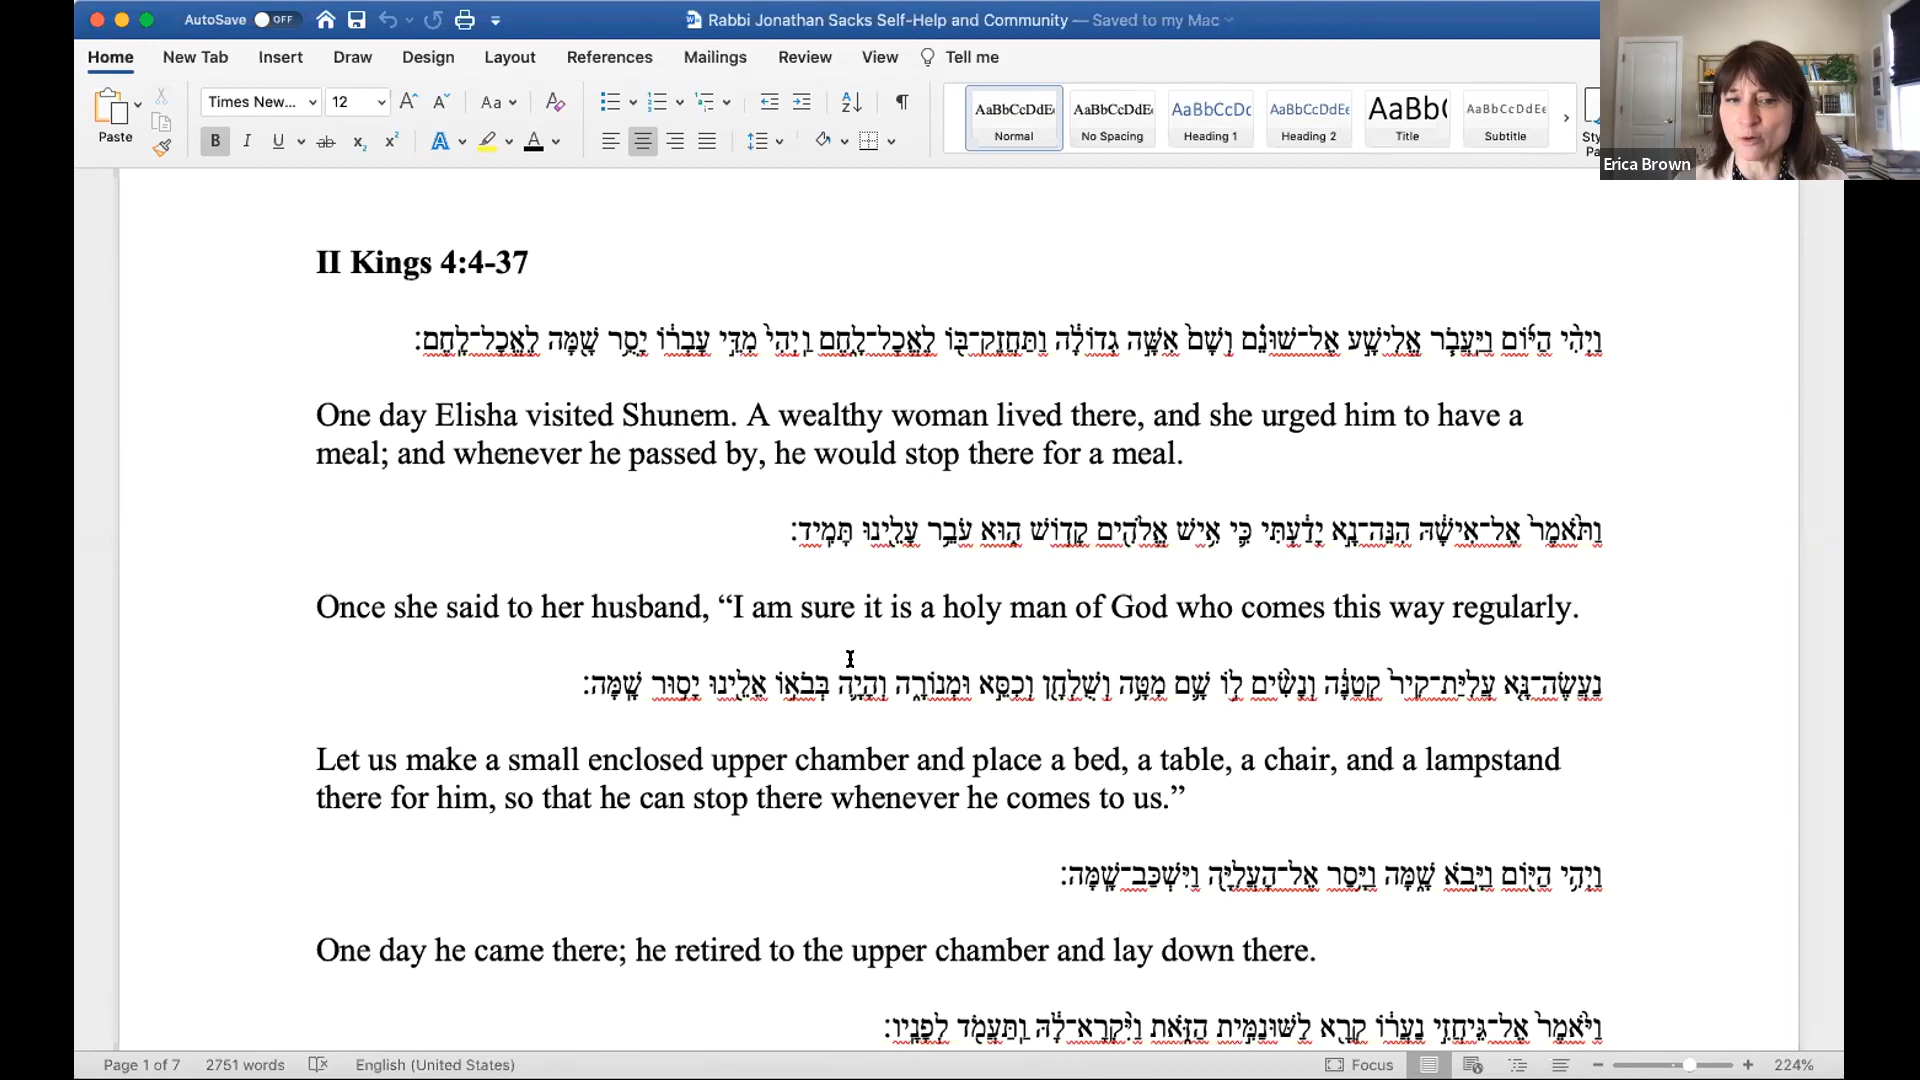 AutoSave OFF
Rabbi Jonathan Sacks Self-Help and Community — Saved to my Mac
Home New Tab Insert Draw Design Layout References Mailings Review View Tell me
Paste
Times New... 12
AaBbCcDdEe AaBbCcDdEe AaBbCcDc AaBbCcDdEe AaBb( AaBbCcDdEe
Normal No Spacing Heading 1 Heading 2 Title Subtitle
Erica Brown
II Kings 4:4-37
וַיְהִ֨י הַיּ֜וֹם וַיַּעֲבֹ֧ר אֱלִישָׁ֣ע אֶל־שׁוּנֵ֗ם וְשָׁם֙ אִשָּׁ֣ה גְדוֹלָ֔ה וַתַּחֲזֶק־בּ֖וֹ לֶאֱכׇל־לָ֑חֶם וַֽיְהִי֙ מִדֵּ֣י עׇבְר֔וֹ יָסֻ֥ר שָׁ֖מָּה לֶאֱכׇל־לָֽחֶם׃
One day Elisha visited Shunem. A wealthy woman lived there, and she urged him to have a
meal; and whenever he passed by, he would stop there for a meal.
וַתֹּ֙אמֶר֙ אֶל־אִישָׁ֔הּ הִנֵּה־נָ֣א יָדַ֔עְתִּי כִּ֛י אִ֥ישׁ אֱלֹהִ֖ים קָד֣וֹשׁ ה֑וּא עֹבֵ֥ר עָלֵ֖ינוּ תָּמִֽיד׃
Once she said to her husband, “I am sure it is a holy man of God who comes this way regularly.
נַעֲשֶׂה־נָּ֤א עֲלִיַּת־קִיר֙ קְטַנָּ֔ה וְנָשִׂ֨ים ל֥וֹ שָׁ֛ם מִטָּ֥ה וְשֻׁלְחָ֖ן וְכִסֵּ֣א וּמְנוֹרָ֑ה וְהָיָ֛ה בְּבֹא֥וֹ אֵלֵ֖ינוּ יָס֥וּר שָֽׁמָּה׃
Let us make a small enclosed upper chamber and place a bed, a table, a chair, and a lampstand
there for him, so that he can stop there whenever he comes to us.”
וַיְהִ֥י הַיּ֖וֹם וַיָּ֣בֹא שָׁ֑מָּה וַיָּ֥סַר אֶל־הָעֲלִיָּ֖ה וַיִּשְׁכַּב־שָֽׁמָּה׃
One day he came there; he retired to the upper chamber and lay down there.
וַיֹּ֙אמֶר֙ אֶל־גֵּיחֲזִ֣י נַעֲר֔וֹ קְרָ֖א לַשּׁוּנַמִּ֣ית הַזֹּ֑את וַיִּ֨קְרָא־לָ֔הּ וַֽתַּעֲמֹ֖ד לְפָנָֽיו׃
Page 1 of 7 2751 words English (United States) Focus 224%